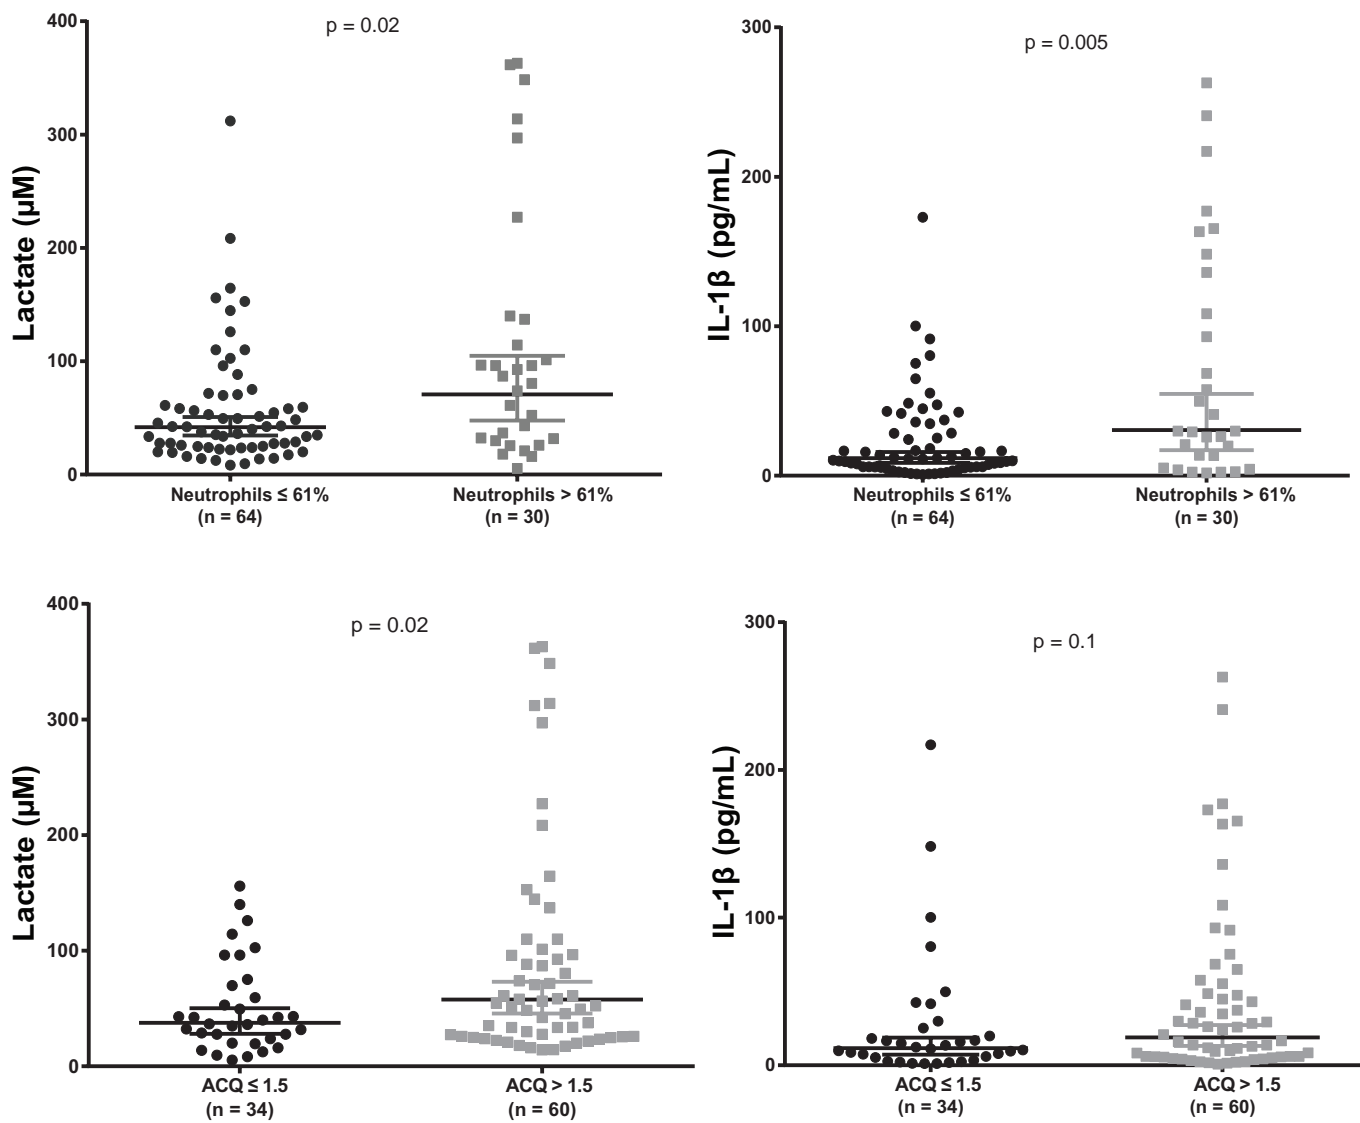 p = 0.02
400
300
200
100
0
Lactate (μM)
Neutrophils ≤ 61%
(n = 64)
Neutrophils > 61%
(n = 30)
p = 0.005
300
200
100
0
IL-1β (pg/mL)
Neutrophils ≤ 61%
(n = 64)
Neutrophils > 61%
(n = 30)
p = 0.02
400
300
200
100
0
Lactate (μM)
ACQ ≤ 1.5
(n = 34)
ACQ > 1.5
(n = 60)
p = 0.1
300
200
100
0
IL-1β (pg/mL)
ACQ ≤ 1.5
(n = 34)
ACQ > 1.5
(n = 60)